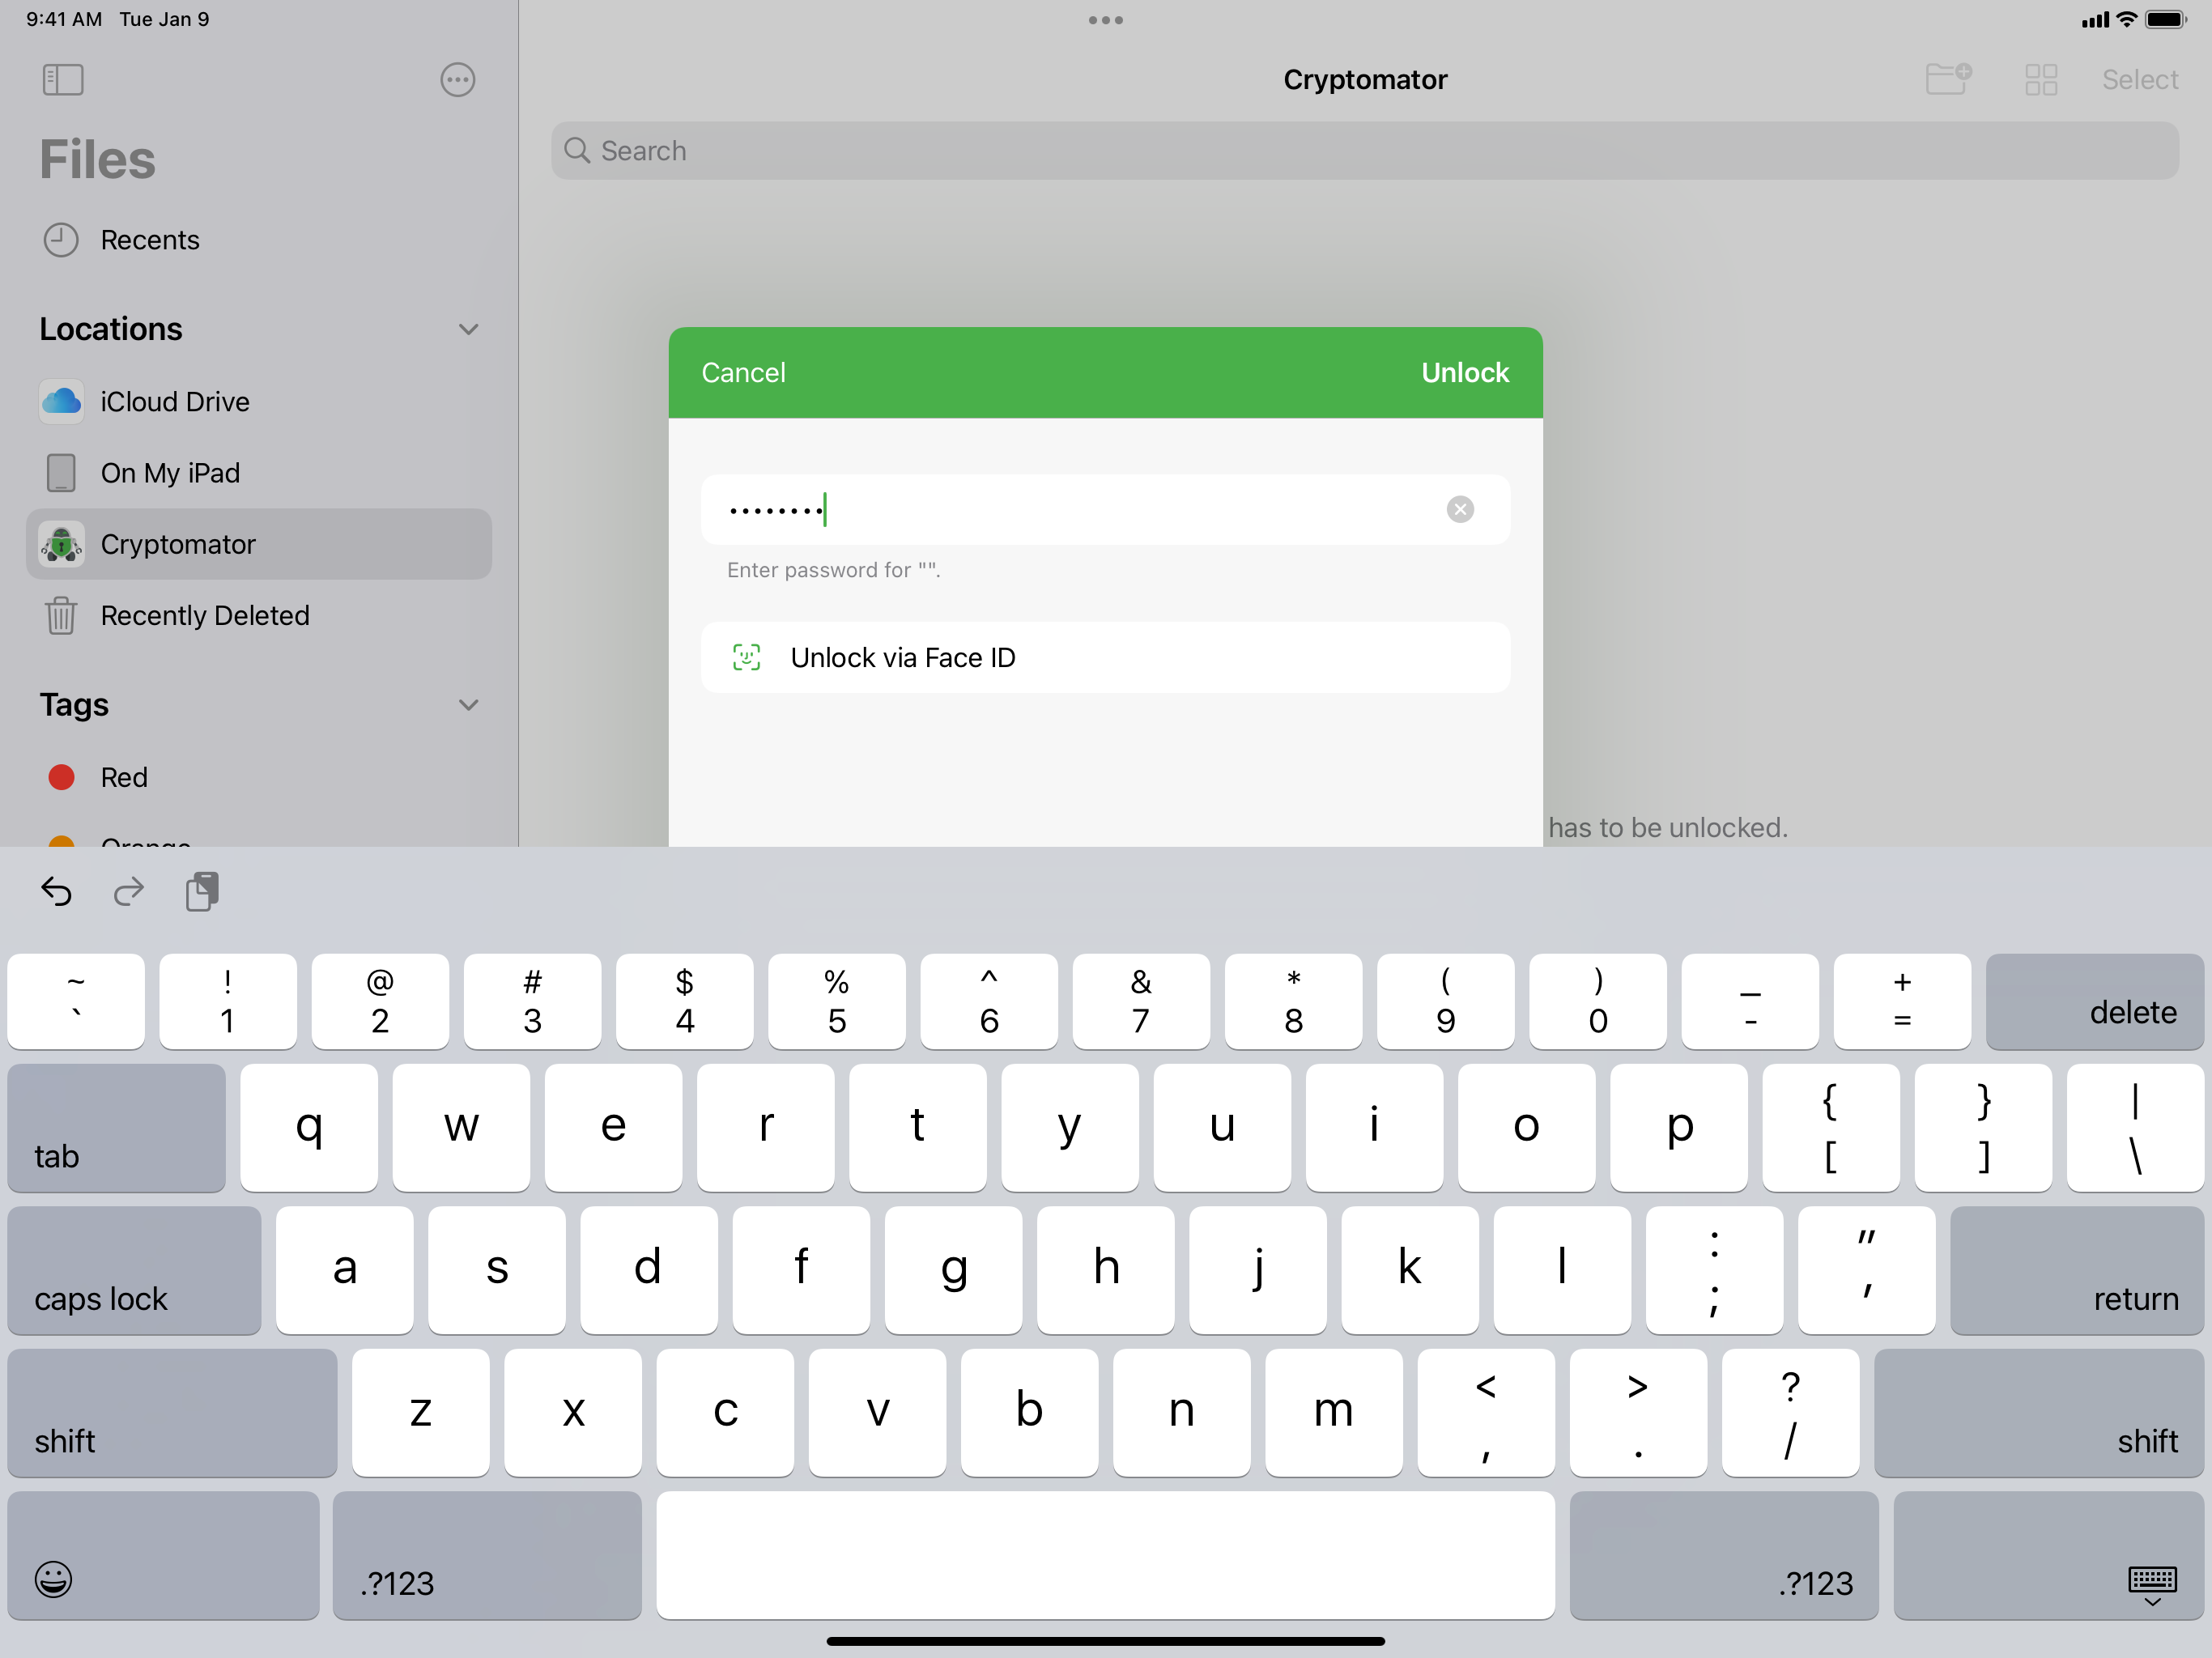 9:41 AM Tue Jan 9
Files
Recents
Locations
iCloud Drive
On My iPad
Cryptomator
Recently Deleted
Tags
Red
Orange
Cryptomator
Select
Search
Cancel
Unlock
••••••••
Enter password for "".
Unlock via Face ID
has to be unlocked.
~ ! @ # $ % ^ & * ( ) _ +
` 1 2 3 4 5 6 7 8 9 0 - = delete
tab q w e r t y u i o p { [ } ] | \
caps lock a s d f g h j k l : ; " ' return
shift z x c v b n m < , > . ? / shift
.?123 .?123